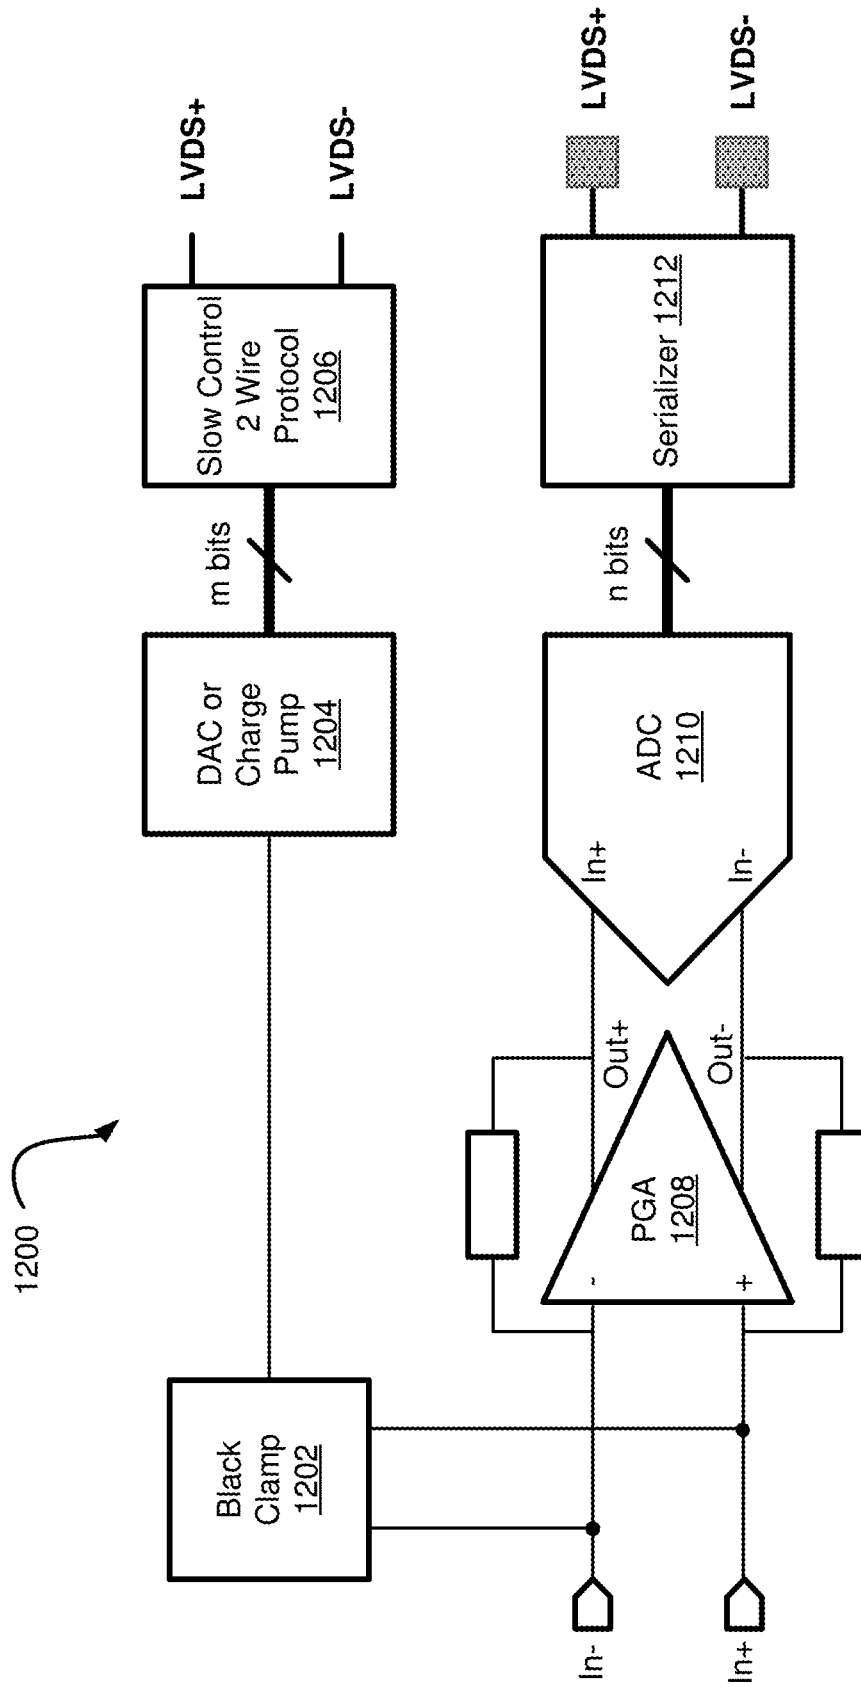 1200
Black
Clamp
1202
DAC or
Charge
Pump
1204
m bits
Slow Control
2 Wire
Protocol
1206
LVDS+
LVDS-
In-
In+
-
+
PGA
1208
Out+
Out-
In+
In-
ADC
1210
n bits
Serializer 1212
LVDS+
LVDS-